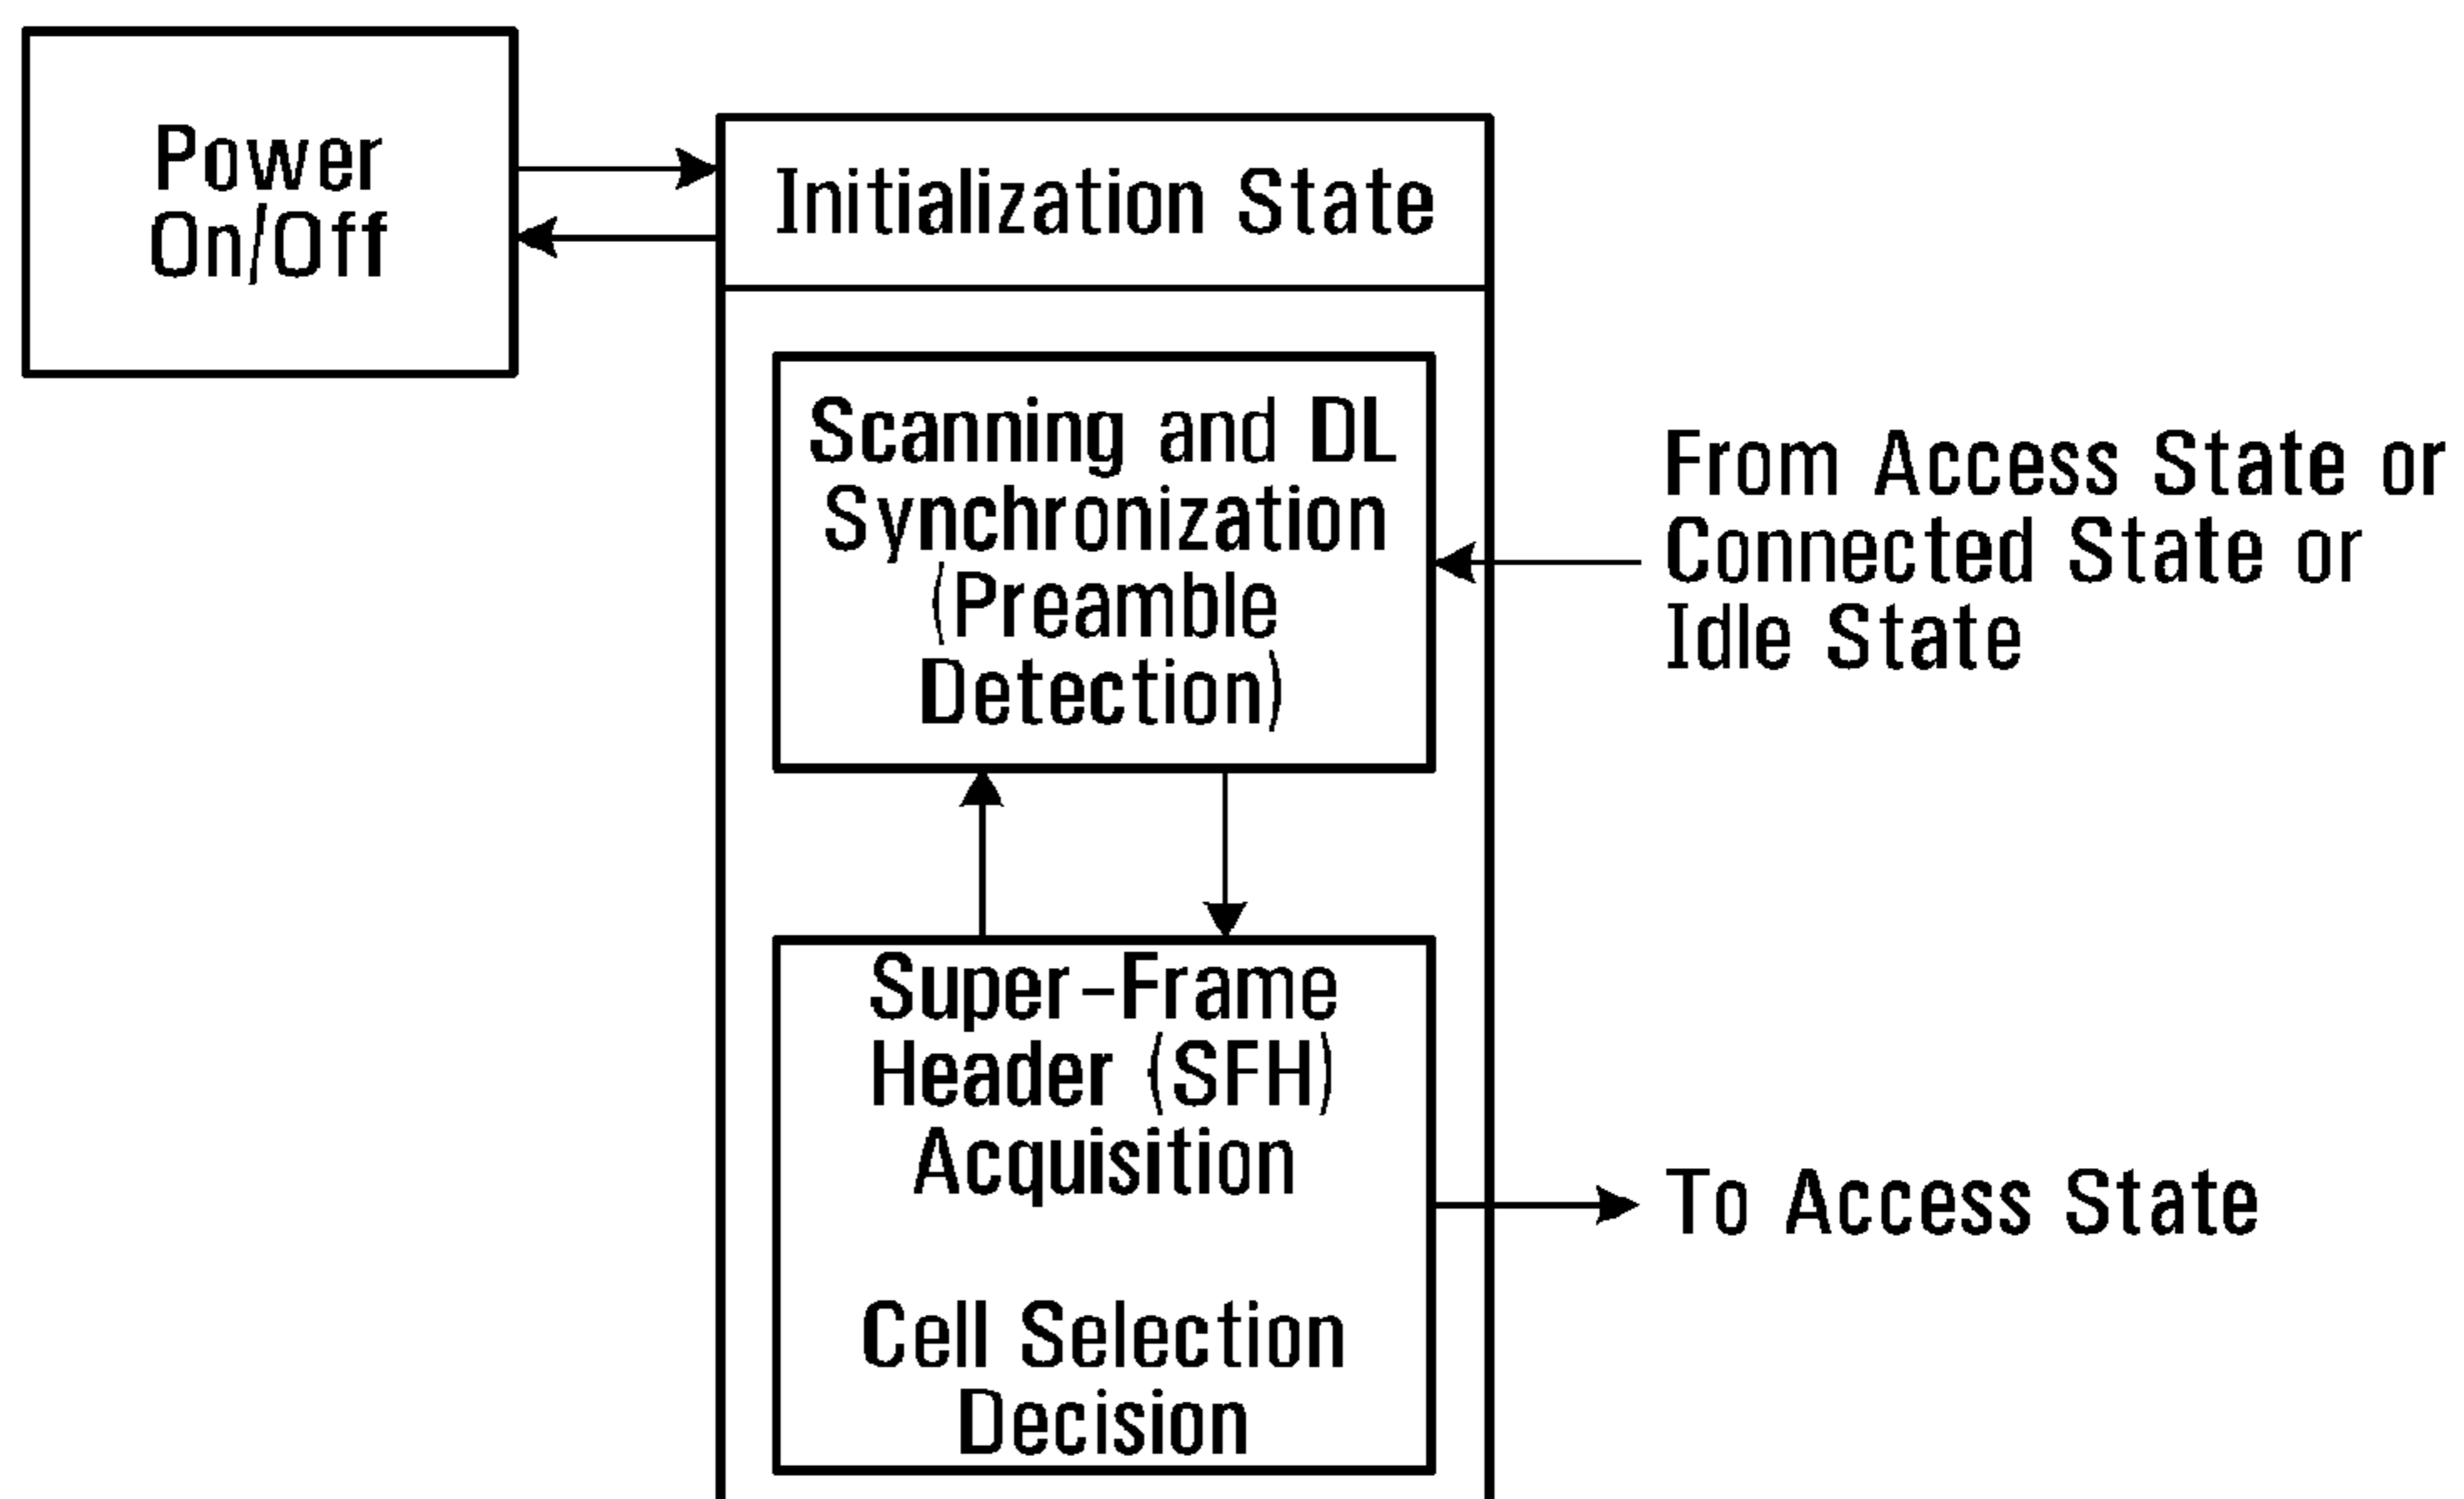 Power
On/Off
Initialization State
Scanning and DL
Synchronization
(Preamble
Detection)
From Access State or
Connected State or
Idle State
Super-Frame
Header (SFH)
Acquisition
Cell Selection
Decision
To Access State